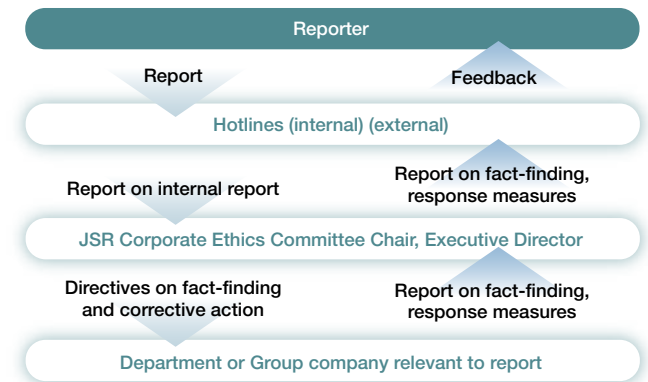 Reporter
Report
Feedback
Hotlines (internal) (external)
Report on internal report
Report on fact-finding,
response measures
JSR Corporate Ethics Committee Chair, Executive Director
Directives on fact-finding
and corrective action
Report on fact-finding,
response measures
Department or Group company relevant to report